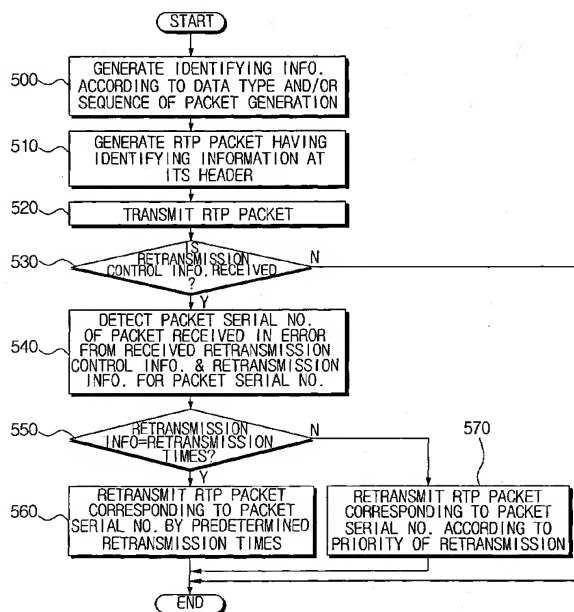 START
500
GENERATE IDENTIFYING INFO.
ACCORDING TO DATA TYPE AND/OR
SEQUENCE OF PACKET GENERATION
510
GENERATE RTP PACKET HAVING
IDENTIFYING INFORMATION AT
ITS HEADER
520
TRANSMIT RTP PACKET
530
IS
RETRANSMISSION
CONTROL INFO. RECEIVED
?
N
Y
540
DETECT PACKET SERIAL NO.
OF PACKET RECEIVED IN ERROR
FROM RECEIVED RETRANSMISSION
CONTROL INFO. & RETRANSMISSION
INFO. FOR PACKET SERIAL NO.
550
RETRANSMISSION
INFO=RETRANSMISSION
TIMES?
N
Y
570
560
RETRANSMIT RTP PACKET
CORRESPONDING TO PACKET
SERIAL NO. BY PREDETERMINED
RETRANSMISSION TIMES
RETRANSMIT RTP PACKET
CORRESPONDING TO PACKET
SERIAL NO. ACCORDING TO
PRIORITY OF RETRANSMISSION
END